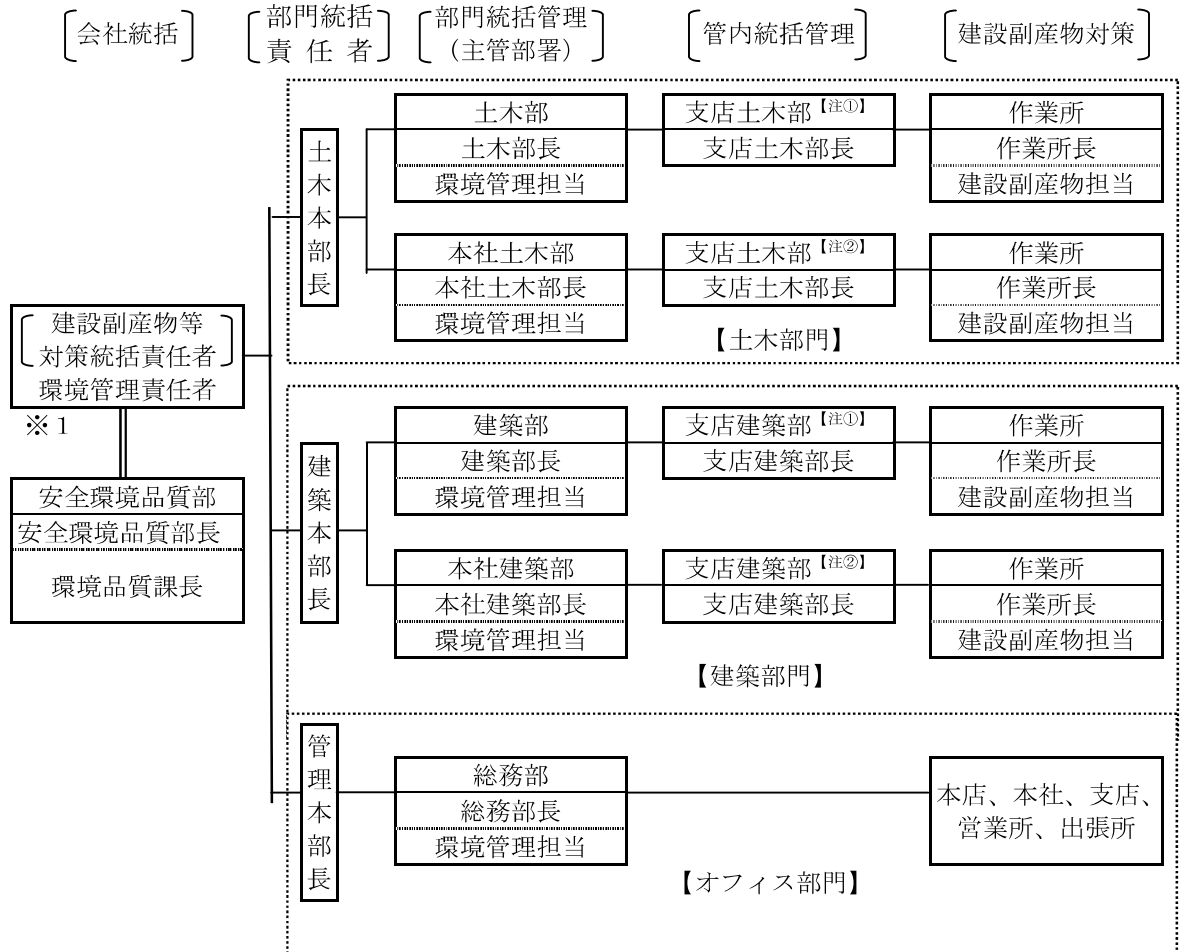 会社統括
部門統括
責任者
部門統括管理
（主管部署）
管内統括管理
建設副産物対策
建設副産物等
対策統括責任者
環境管理責任者
※１
安全環境品質部
安全環境品質部長
環境品質課長
土木本部長
土木部
土木部長
環境管理担当
支店土木部【注①】
支店土木部長
作業所
作業所長
建設副産物担当
本社土木部
本社土木部長
環境管理担当
支店土木部【注②】
支店土木部長
作業所
作業所長
建設副産物担当
【土木部門】
建築本部長
建築部
建築部長
環境管理担当
支店建築部【注①】
支店建築部長
作業所
作業所長
建設副産物担当
本社建築部
本社建築部長
環境管理担当
支店建築部【注②】
支店建築部長
作業所
作業所長
建設副産物担当
【建築部門】
管理本部長
総務部
総務部長
環境管理担当
本店、本社、支店、
営業所、出張所
【オフィス部門】